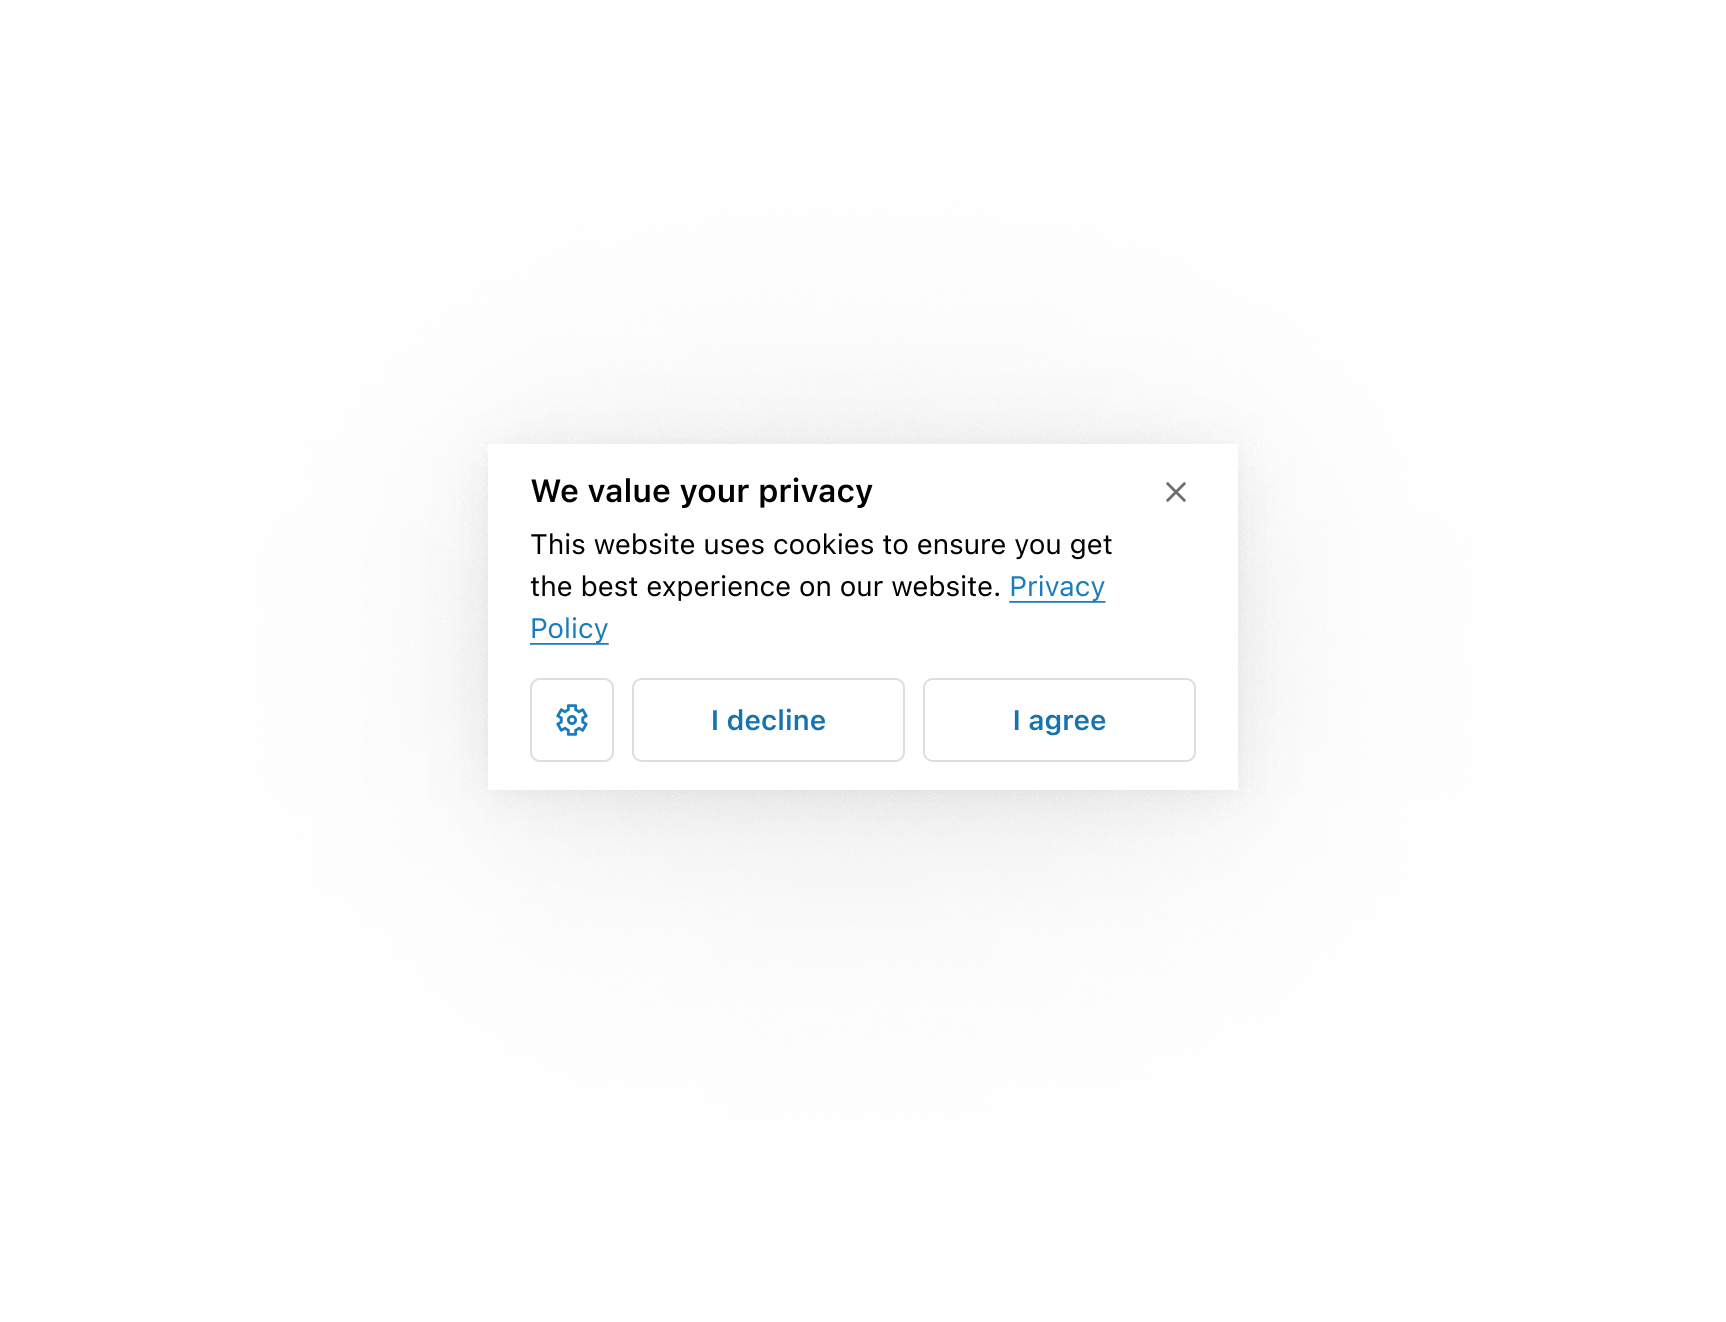 We value your privacy
This website uses cookies to ensure you get
the best experience on our website. Privacy
Policy
I decline
I agree